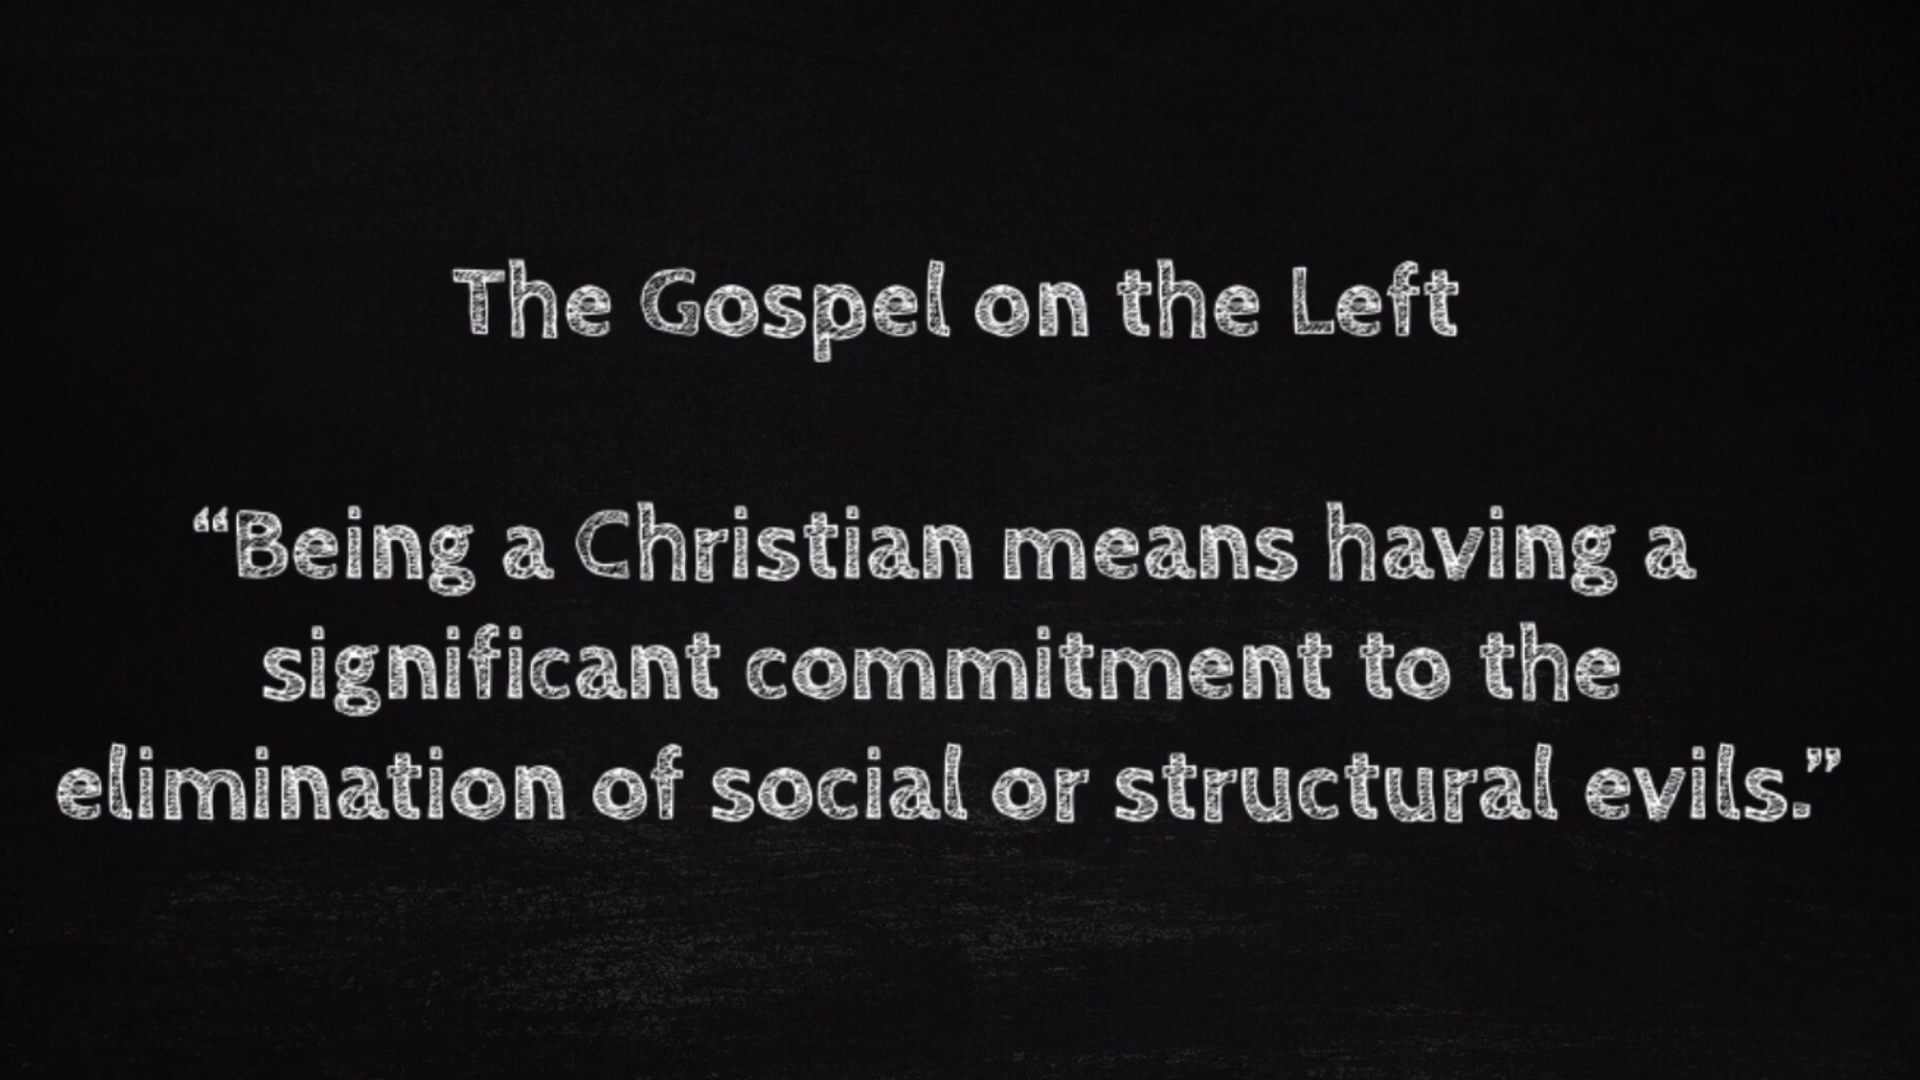 The Gospel on the Left
“Being a Christian means having a
significant commitment to the
elimination of social or structural evils.”